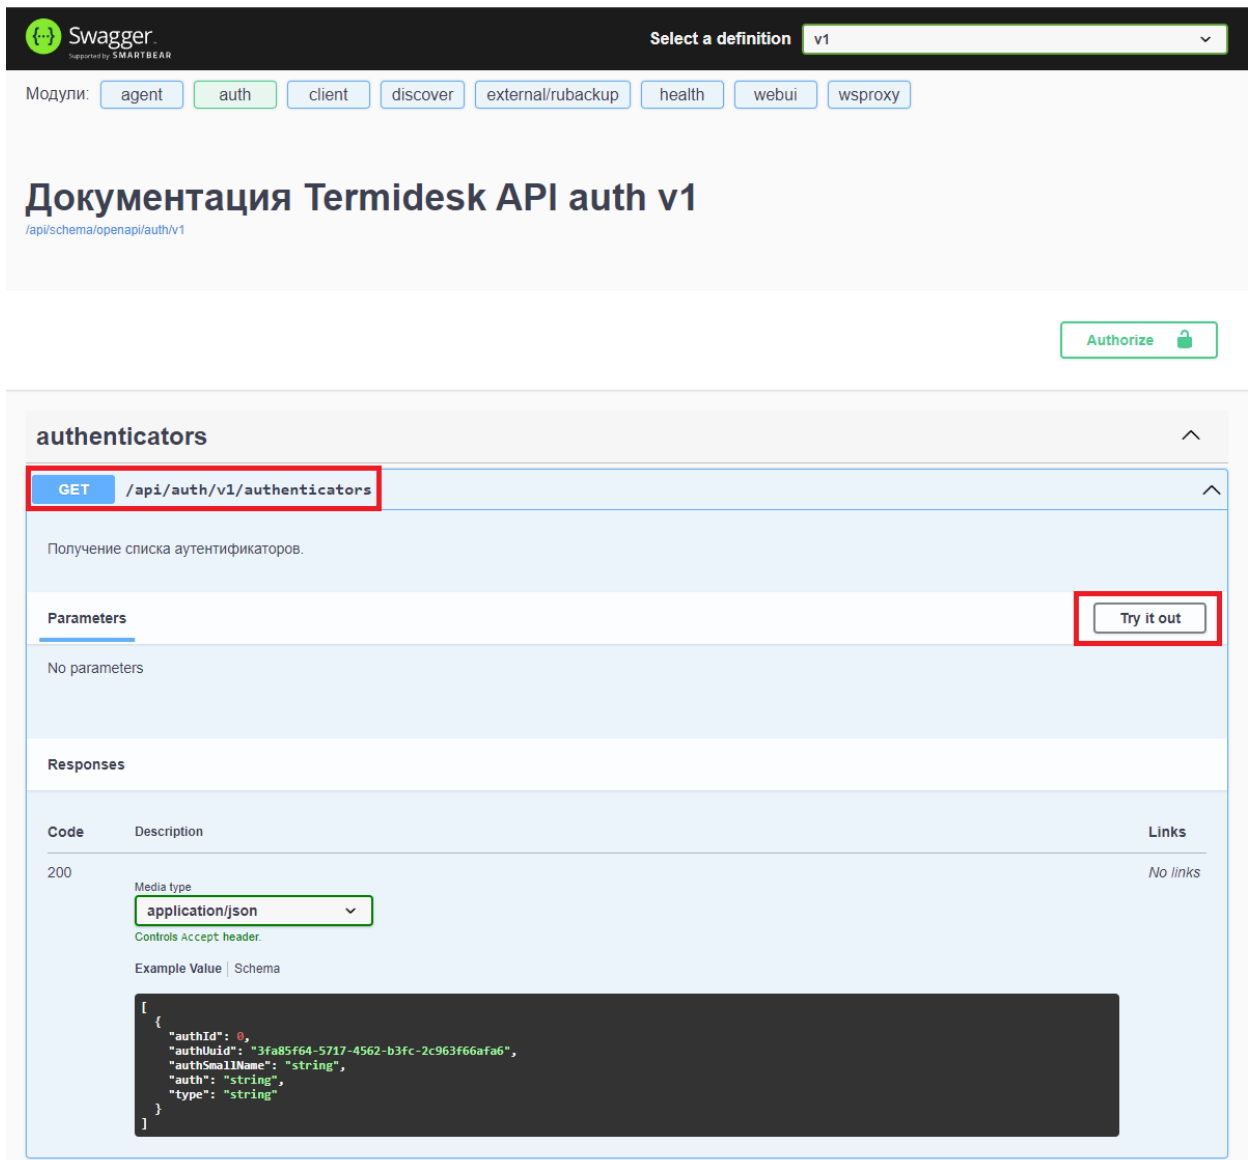 Swagger.
Supported by SMARTBEAR
Select a definition
v1
Модули: agent auth client discover external/rubackup health webui wsproxy
Документация Termidesk API auth v1
/api/schema/openapi/auth/v1
Authorize
authenticators
GET /api/auth/v1/authenticators
Получение списка аутентификаторов.
Parameters
Try it out
No parameters
Responses
Code Description Links
200 No links
Media type
application/json
Controls Accept header.
Example Value Schema
[
{
"authId": 0,
"authUuid": "3fa85f64-5717-4562-b3fc-2c963f66afa6",
"authSmallName": "string",
"auth": "string",
"type": "string"
}
]